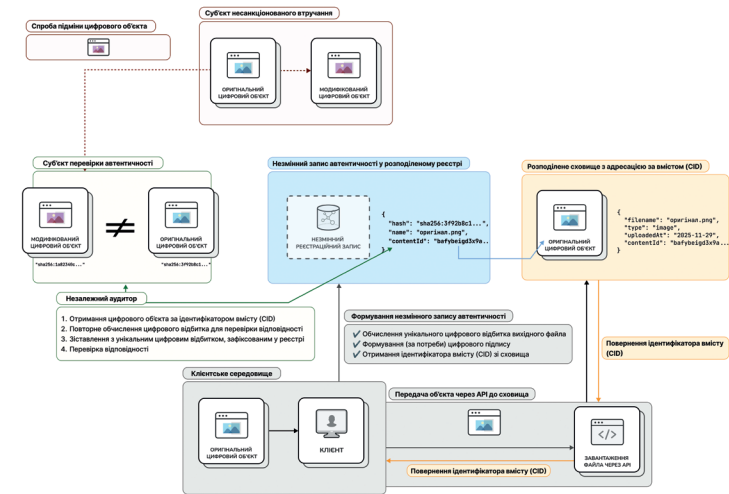 Спроба підміни цифрового об'єкта
Суб'єкт несанкціонованого втручання
ОРИГІНАЛЬНИЙ
ЦИФРОВИЙ ОБ'ЄКТ
МОДИФІКОВАНИЙ
ЦИФРОВИЙ ОБ'ЄКТ
Суб'єкт перевірки автентичності
МОДИФІКОВАНИЙ
ЦИФРОВИЙ ОБ'ЄКТ
≠
ОРИГІНАЛЬНИЙ
ЦИФРОВИЙ ОБ'ЄКТ
"sha256:1a82340e..."
"sha256:3f92b8c1..."
Незмінний запис автентичності у розподіленому реєстрі
НЕЗМІННИЙ
РЕЄСТРАЦІЙНИЙ ЗАПИС
{
"hash": "sha256:3f92b8c1...",
"name": "оригінал.png",
"contentId": "bafybeigd3x9a...
}
Розподілене сховище з адресацією за вмістом (CID)
ОРИГІНАЛЬНИЙ
ЦИФРОВИЙ ОБ'ЄКТ
{
"filename": "оригінал.png",
"type": "image",
"uploadedAt": "2025-11-29",
"contentId": "bafybeigd3x9a...
}
Незалежний аудитор
1. Отримання цифрового об'єкта за ідентифікатором вмісту (CID)
2. Повторне обчислення цифрового відбитка для перевірки відповідності
3. Зіставлення з унікальним цифровим відбитком, зафіксованим у реєстрі
4. Перевірка відповідності
Формування незмінного запису автентичності
✔ Обчислення унікального цифрового відбитка вихідного файла
✔ Формування (за потреби) цифрового підпису
✔ Отримання ідентифікатора вмісту (CID) зі сховища
Повернення ідентифікатора вмісту
(CID)
Клієнтське середовище
ОРИГІНАЛЬНИЙ
ЦИФРОВИЙ ОБ'ЄКТ
КЛІЄНТ
Передача об'єкта через API до сховища
Повернення ідентифікатора вмісту (CID)
</>
ЗАВАНТАЖЕННЯ
ФАЙЛА ЧЕРЕЗ API